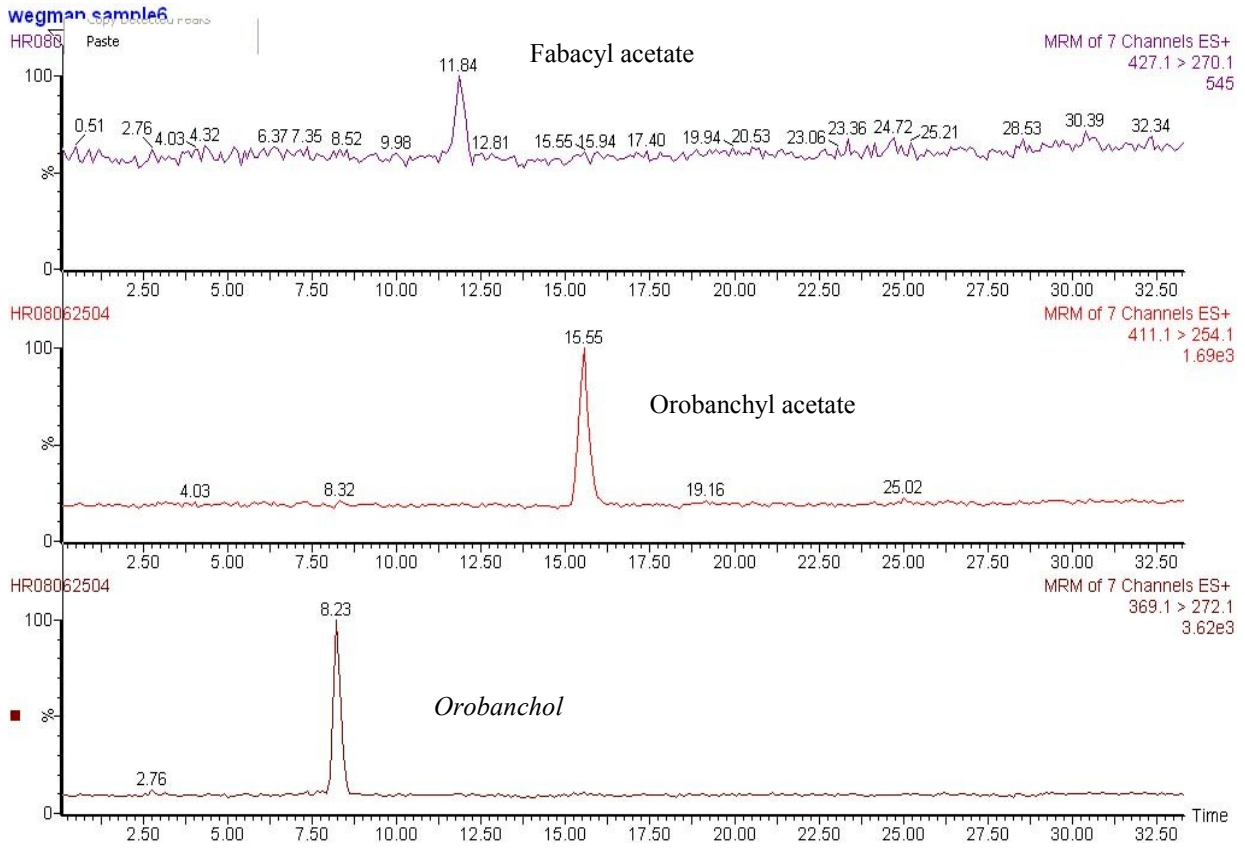 wegman sample6
Copy Detected Peaks
Paste
HR080
MRM of 7 Channels ES+
427.1 > 270.1
545
Fabacyl acetate
100
%
0
11.84
0.51 2.76 4.03 4.32 6.37 7.35 8.52 9.98 12.81 15.55 15.94 17.40 19.94 20.53 23.06 23.36 24.72 25.21 28.53 30.39 32.34
2.50 5.00 7.50 10.00 12.50 15.00 17.50 20.00 22.50 25.00 27.50 30.00 32.50
HR08062504
MRM of 7 Channels ES+
411.1 > 254.1
1.69e3
15.55
Orobanchyl acetate
100
%
0
4.03 8.32 19.16 25.02
2.50 5.00 7.50 10.00 12.50 15.00 17.50 20.00 22.50 25.00 27.50 30.00 32.50
HR08062504
MRM of 7 Channels ES+
369.1 > 272.1
3.62e3
8.23
Orobanchol
100
%
0
2.76
Time
2.50 5.00 7.50 10.00 12.50 15.00 17.50 20.00 22.50 25.00 27.50 30.00 32.50